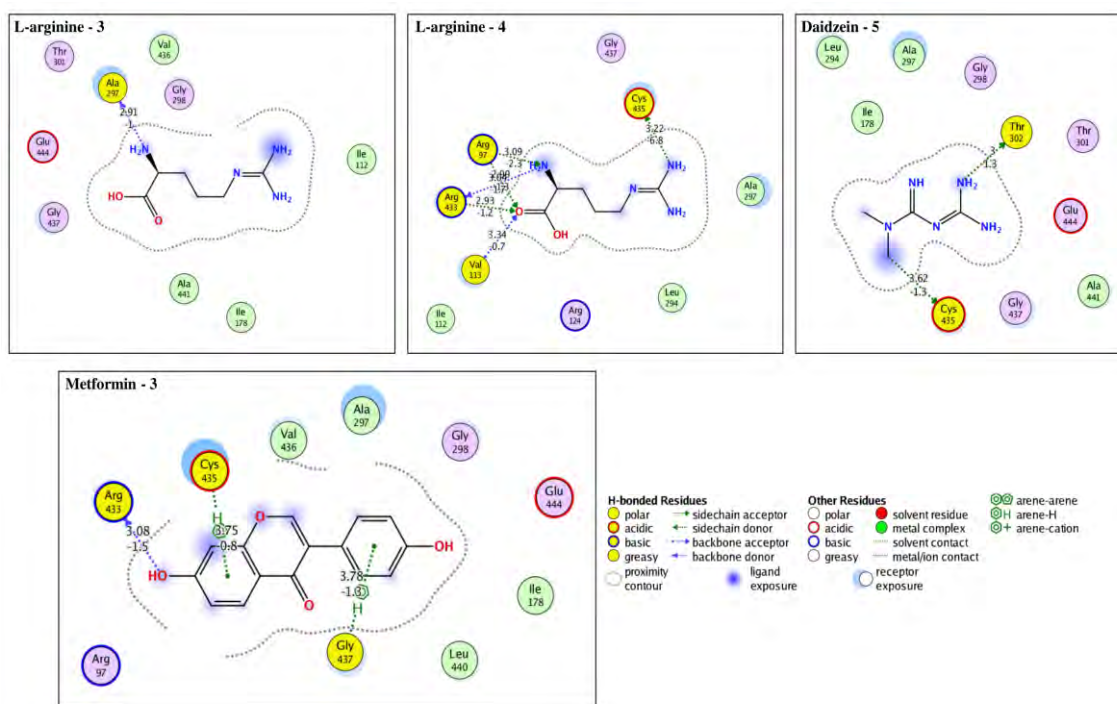 L-arginine - 3
Thr
301
Val
436
Ala
297
Gly
298
2.91
-1
Glu
444
H₂N
NH₂
Ile
112
N
NH₂
HO
O
Gly
437
Ala
441
Ile
178
L-arginine - 4
Gly
437
Cys
435
3.22
-6.8
Arg
97
3.09
-2.3
NH₂
Arg
433
2.93
-1.2
N
NH₂
Ala
297
O
OH
3.34
-0.7
Val
113
Leu
294
Ile
112
Arg
124
Daidzein - 5
Leu
294
Ala
297
Gly
298
Ile
178
Thr
302
Thr
301
3
-1.3
NH
NH₂
Glu
444
N
N
NH₂
3.62
-1.3
Ala
441
Cys
435
Gly
437
Metformin - 3
Ala
297
Val
436
Gly
298
Cys
435
Glu
444
Arg
433
H
3.08
-1.5
3.75
-0.8
O
HO
OH
O
3.78
-1.3
H
Ile
178
Gly
437
Leu
440
Arg
97
H-bonded Residues
polar
acidic
basic
greasy
proximity
contour
sidechain acceptor
sidechain donor
backbone acceptor
backbone donor
ligand
exposure
Other Residues
polar
acidic
basic
greasy
solvent residue
metal complex
solvent contact
metal/ion contact
receptor
exposure
arene-arene
H arene-H
+ arene-cation